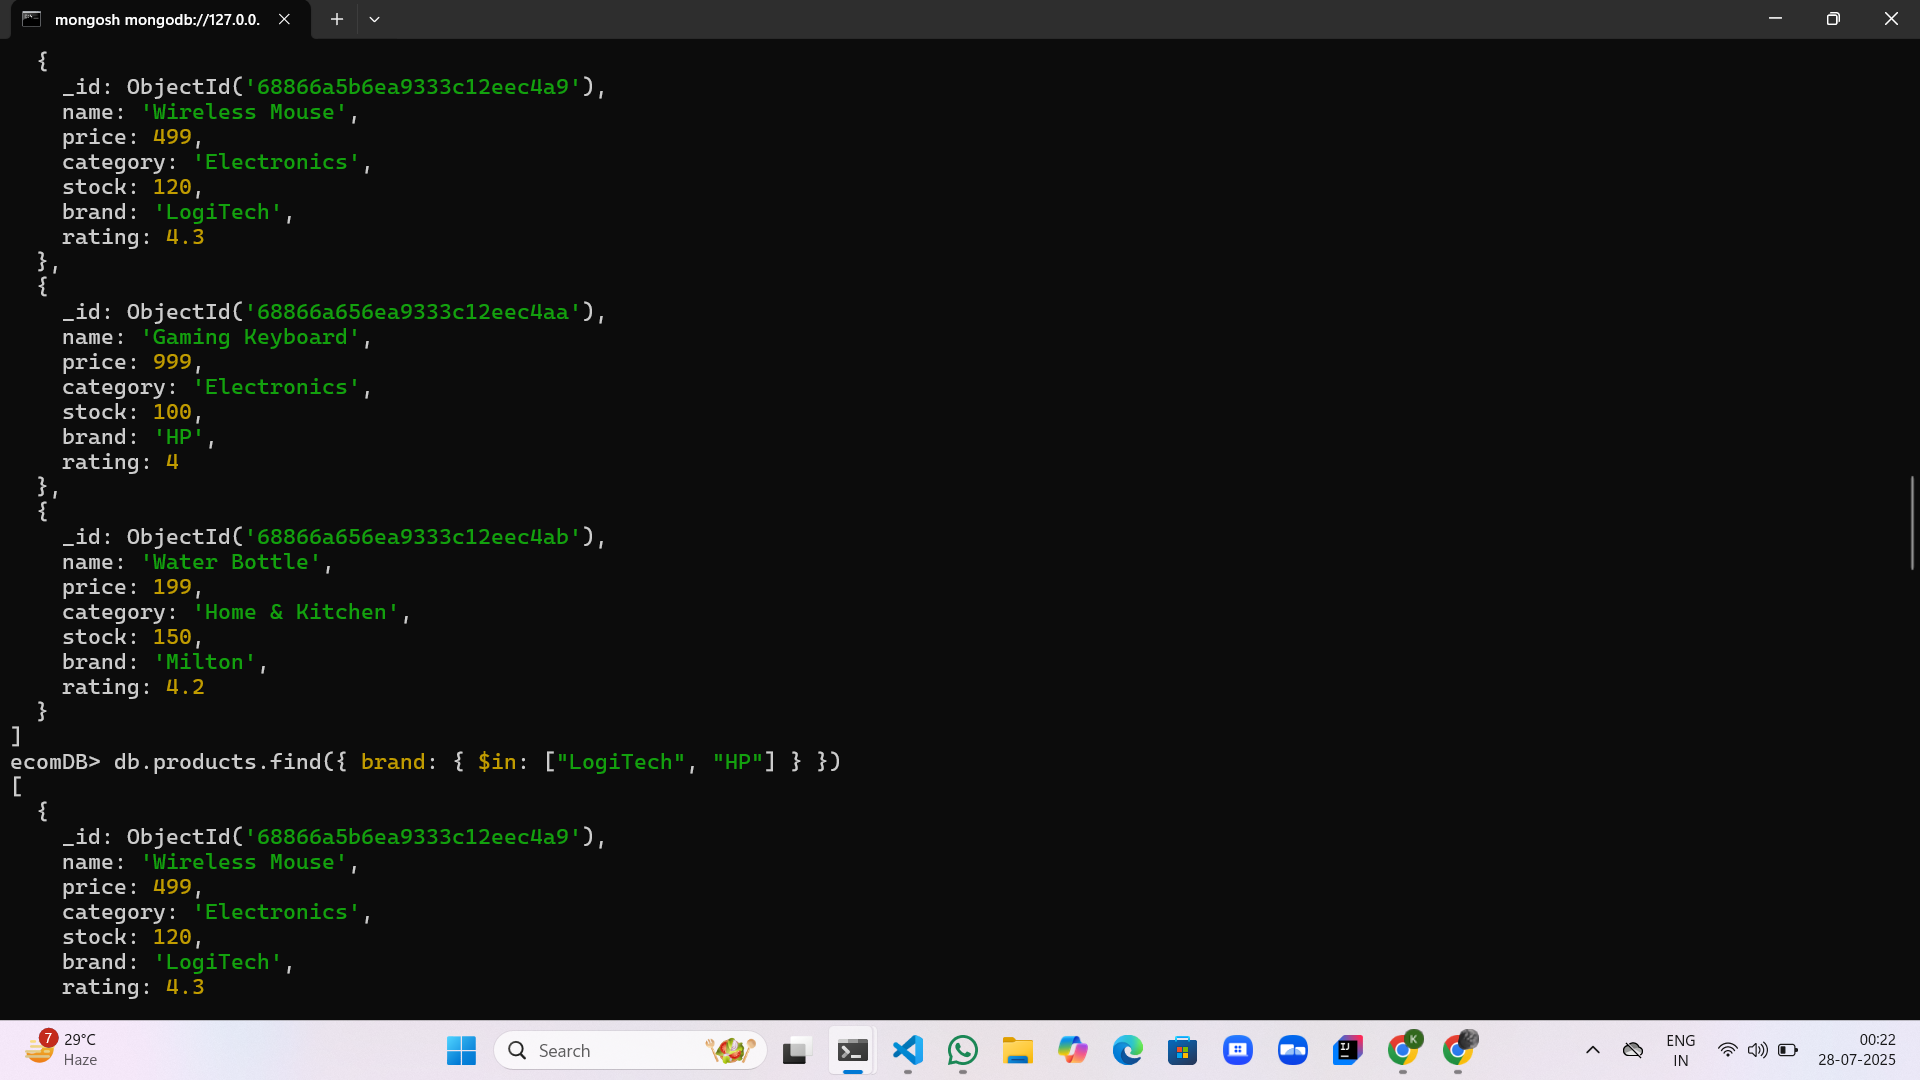 mongosh mongodb://127.0.0.
{
_id: ObjectId('68866a5b6ea9333c12eec4a9'),
name: 'Wireless Mouse',
price: 499,
category: 'Electronics',
stock: 120,
brand: 'LogiTech',
rating: 4.3
},
{
_id: ObjectId('68866a656ea9333c12eec4aa'),
name: 'Gaming Keyboard',
price: 999,
category: 'Electronics',
stock: 100,
brand: 'HP',
rating: 4
},
{
_id: ObjectId('68866a656ea9333c12eec4ab'),
name: 'Water Bottle',
price: 199,
category: 'Home & Kitchen',
stock: 150,
brand: 'Milton',
rating: 4.2
}
]
ecomDB> db.products.find({ brand: { $in: ["LogiTech", "HP"] } })
[
{
_id: ObjectId('68866a5b6ea9333c12eec4a9'),
name: 'Wireless Mouse',
price: 499,
category: 'Electronics',
stock: 120,
brand: 'LogiTech',
rating: 4.3
7
29°C
Haze
Search
IJ
K
ENG
IN
00:22
28-07-2025